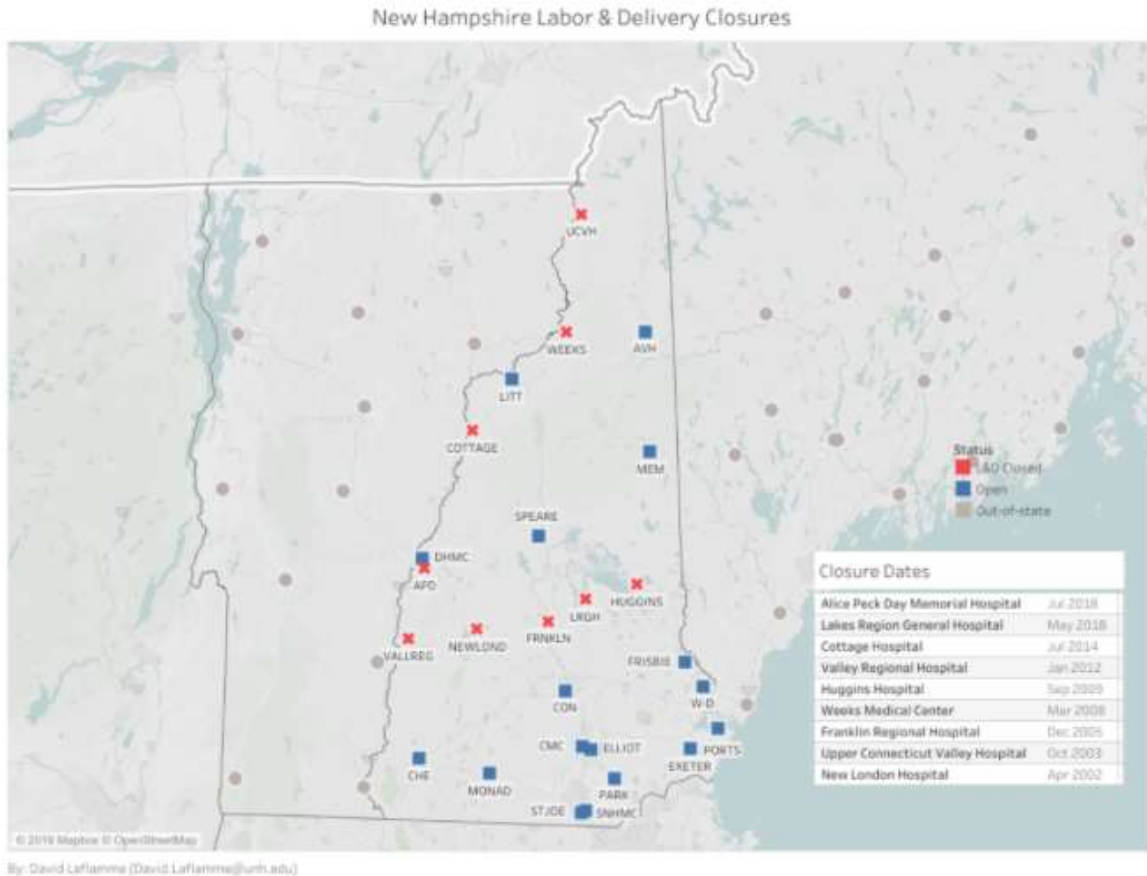 New Hampshire Labor & Delivery Closures
UCVH
WEEKS
AVH
LITT
COTTAGE
MEM
Status
L&D Closed
Open
Out-of-state
SPEARE
DHMC
APD
HUGGINS
LRGH
FRNKLN
NEWLOND
VALLREG
FRISBIE
W-D
CON
PORTS
CMC
ELLIOT
EXETER
CHE
MONAD
PARK
STJOE
SNHMC
Closure Dates
Alice Peck Day Memorial Hospital Jul 2018
Lakes Region General Hospital May 2018
Cottage Hospital Jul 2014
Valley Regional Hospital Jan 2012
Huggins Hospital Sep 2009
Weeks Medical Center Mar 2008
Franklin Regional Hospital Dec 2005
Upper Connecticut Valley Hospital Oct 2003
New London Hospital Apr 2002
© Mapbox © OpenStreetMap
By: David Laflamme (David.Laflamme@unh.edu)